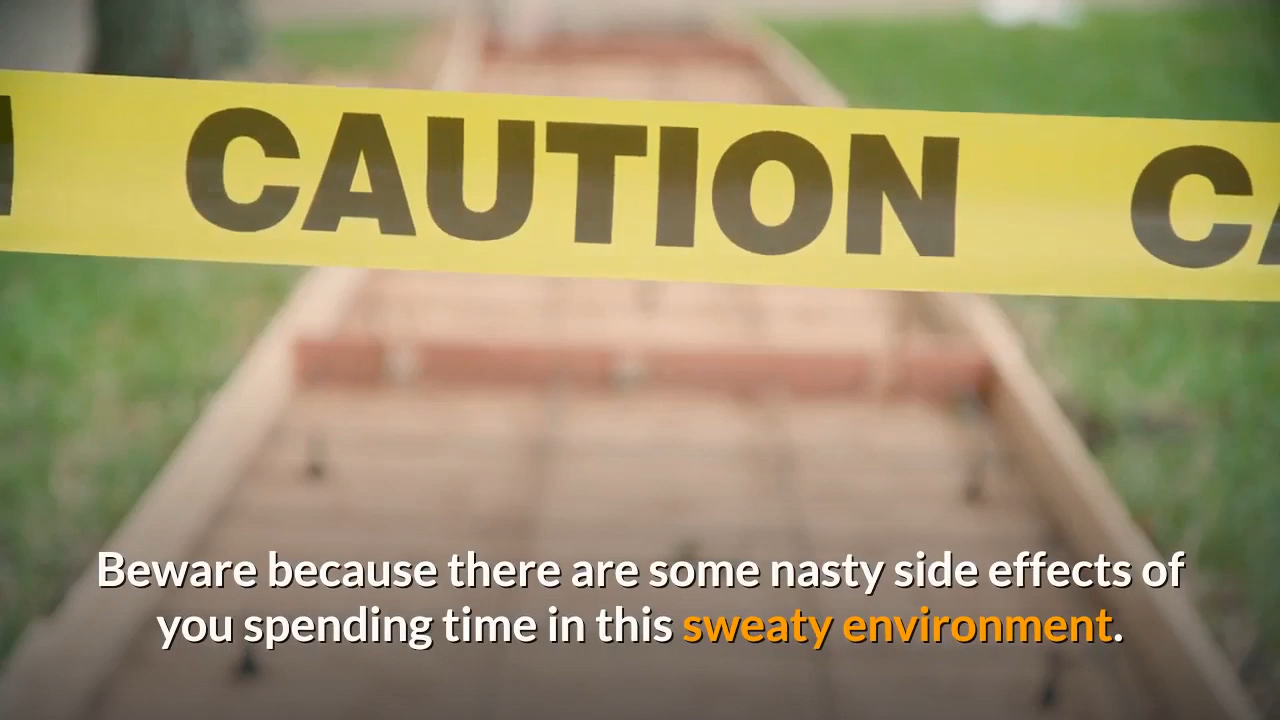 CAUTION
Beware because there are some nasty side effects of
you spending time in this sweaty environment.